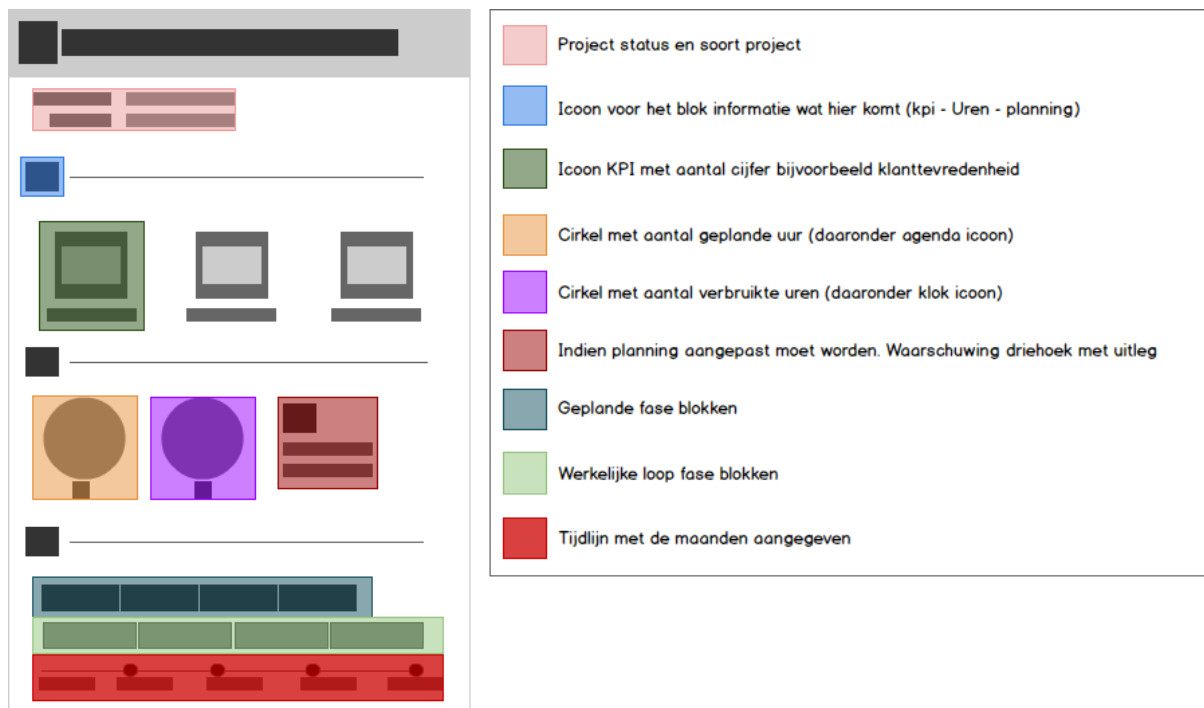 Project status en soort project
Icoon voor het blok informatie wat hier komt (kpi - Uren - planning)
Icoon KPI met aantal cijfer bijvoorbeeld klanttevredenheid
Cirkel met aantal geplande uur (daaronder agenda icoon)
Cirkel met aantal verbruikte uren (daaronder klok icoon)
Indien planning aangepast moet worden. Waarschuwing driehoek met uitleg
Geplande fase blokken
Werkelijke loop fase blokken
Tijdlijn met de maanden aangegeven